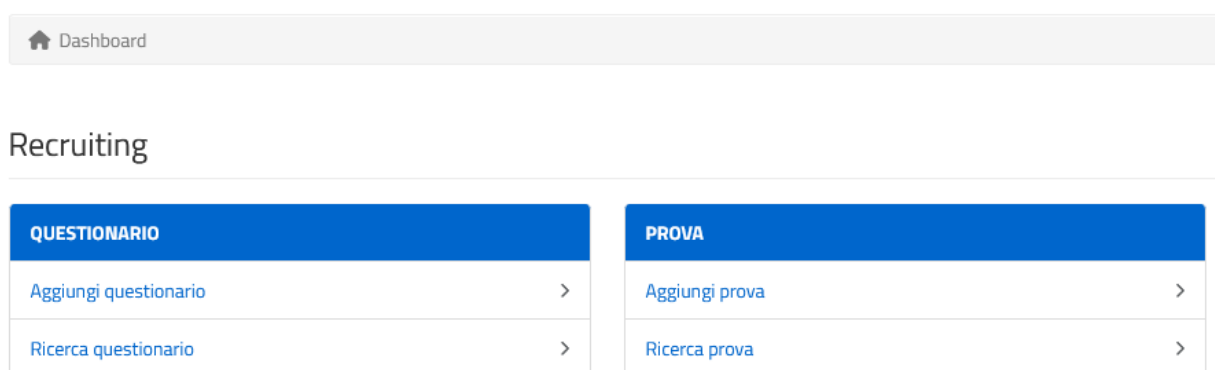 Dashboard
Recruiting
QUESTIONARIO
Aggiungi questionario
Ricerca questionario
PROVA
Aggiungi prova
Ricerca prova